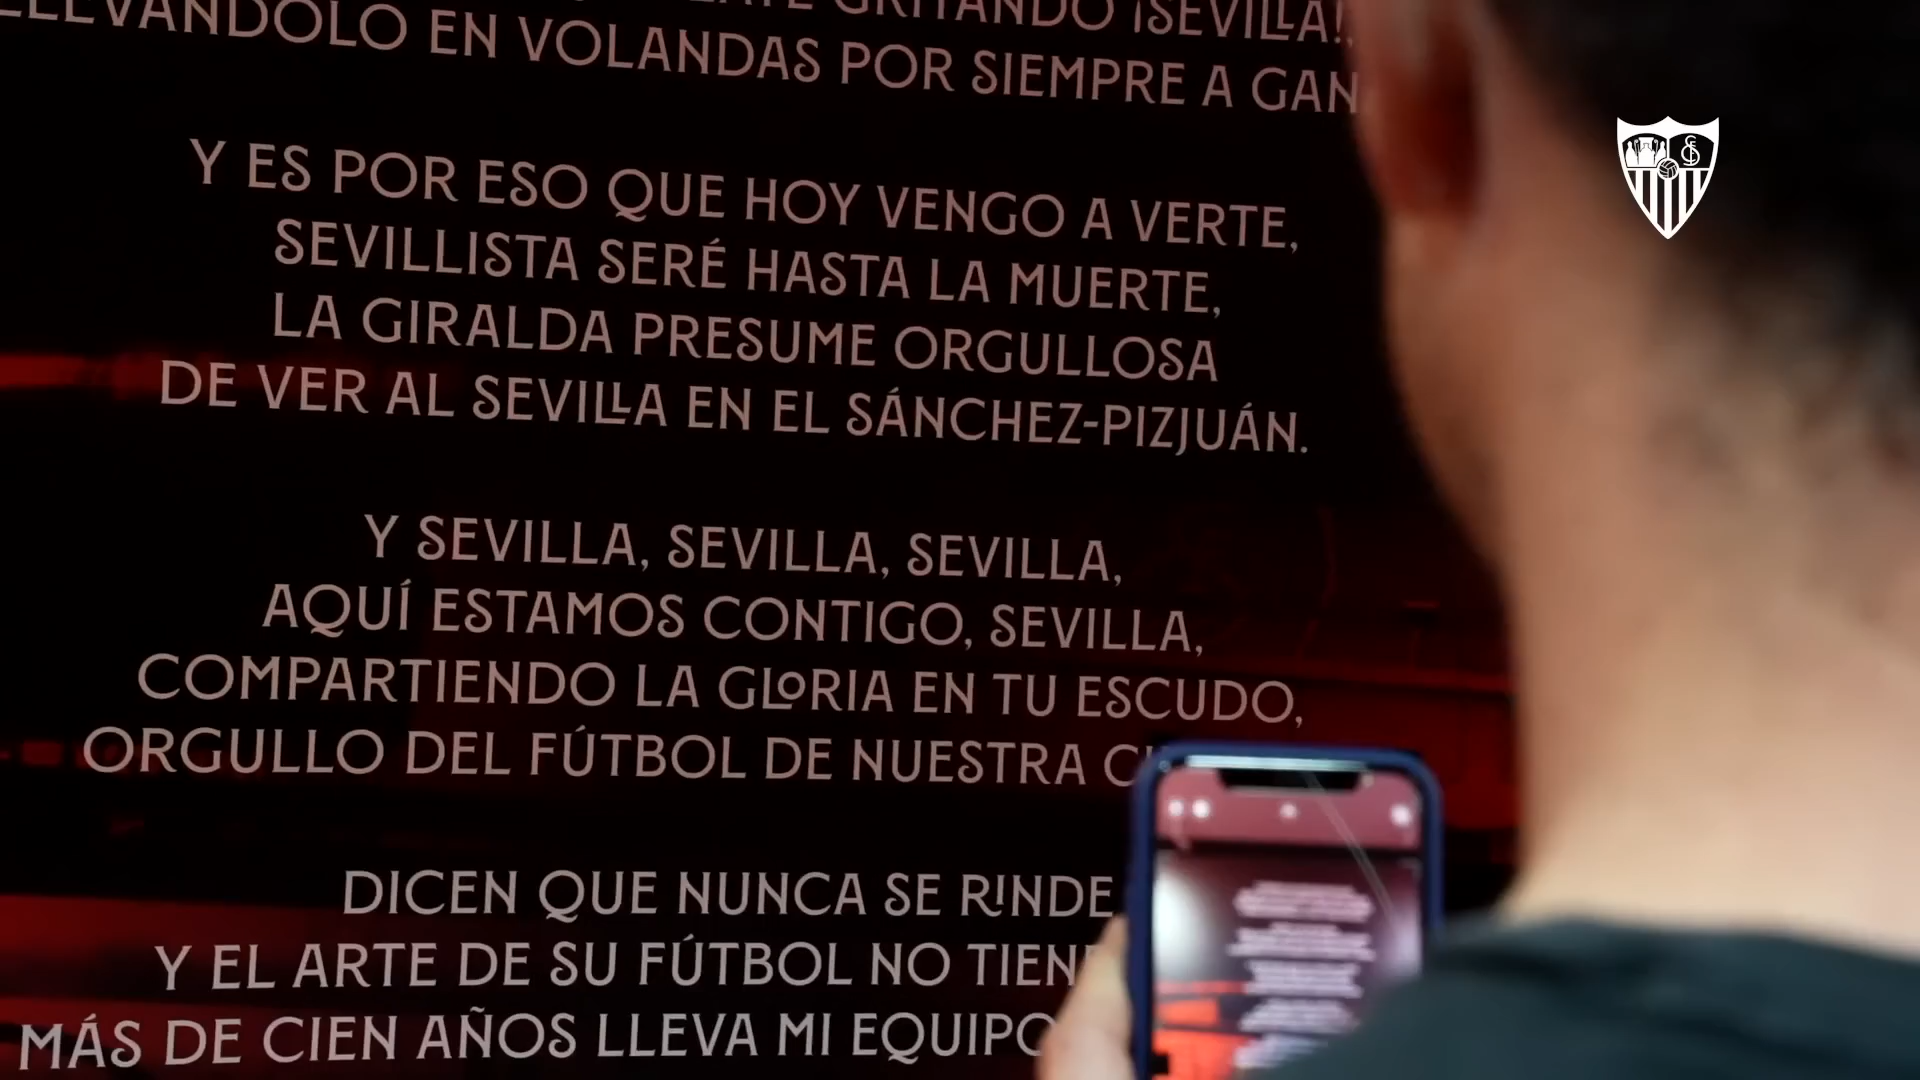 GRITANDO ¡SEVILLA!,
LLEVÁNDOLO EN VOLANDAS POR SIEMPRE A GAN
Y ES POR ESO QUE HOY VENGO A VERTE,
SEVILLISTA SERÉ HASTA LA MUERTE,
LA GIRALDA PRESUME ORGULLOSA
DE VER AL SEVILLA EN EL SÁNCHEZ-PIZJUÁN.
Y SEVILLA, SEVILLA, SEVILLA,
AQUÍ ESTAMOS CONTIGO, SEVILLA,
COMPARTIENDO LA GLORIA EN TU ESCUDO,
ORGULLO DEL FÚTBOL DE NUESTRA C
DICEN QUE NUNCA SE RINDE
Y EL ARTE DE SU FÚTBOL NO TIEN
MÁS DE CIEN AÑOS LLEVA MI EQUIPO